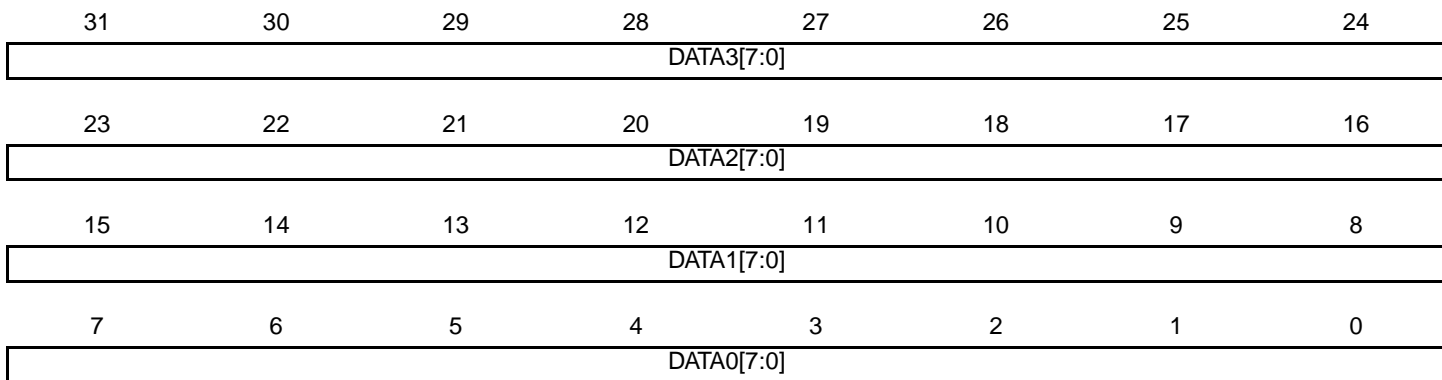 31 30 29 28 27 26 25 24
DATA3[7:0]
23 22 21 20 19 18 17 16
DATA2[7:0]
15 14 13 12 11 10 9 8
DATA1[7:0]
7 6 5 4 3 2 1 0
DATA0[7:0]